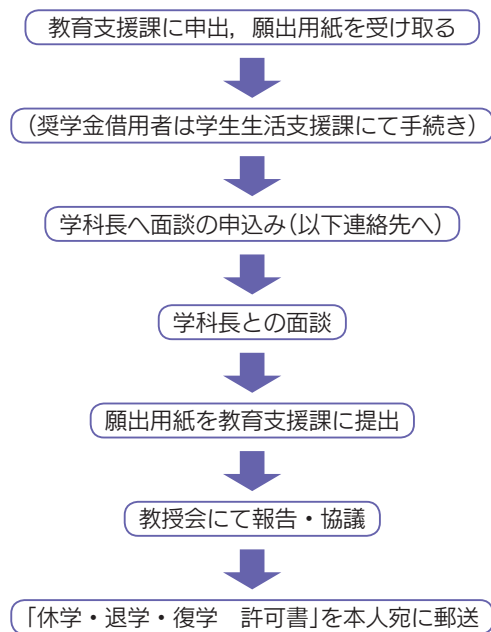 教育支援課に申出，願出用紙を受け取る
(奨学金借用者は学生生活支援課にて手続き)
学科長へ面談の申込み(以下連絡先へ)
学科長との面談
願出用紙を教育支援課に提出
教授会にて報告・協議
「休学・退学・復学　許可書」を本人宛に郵送